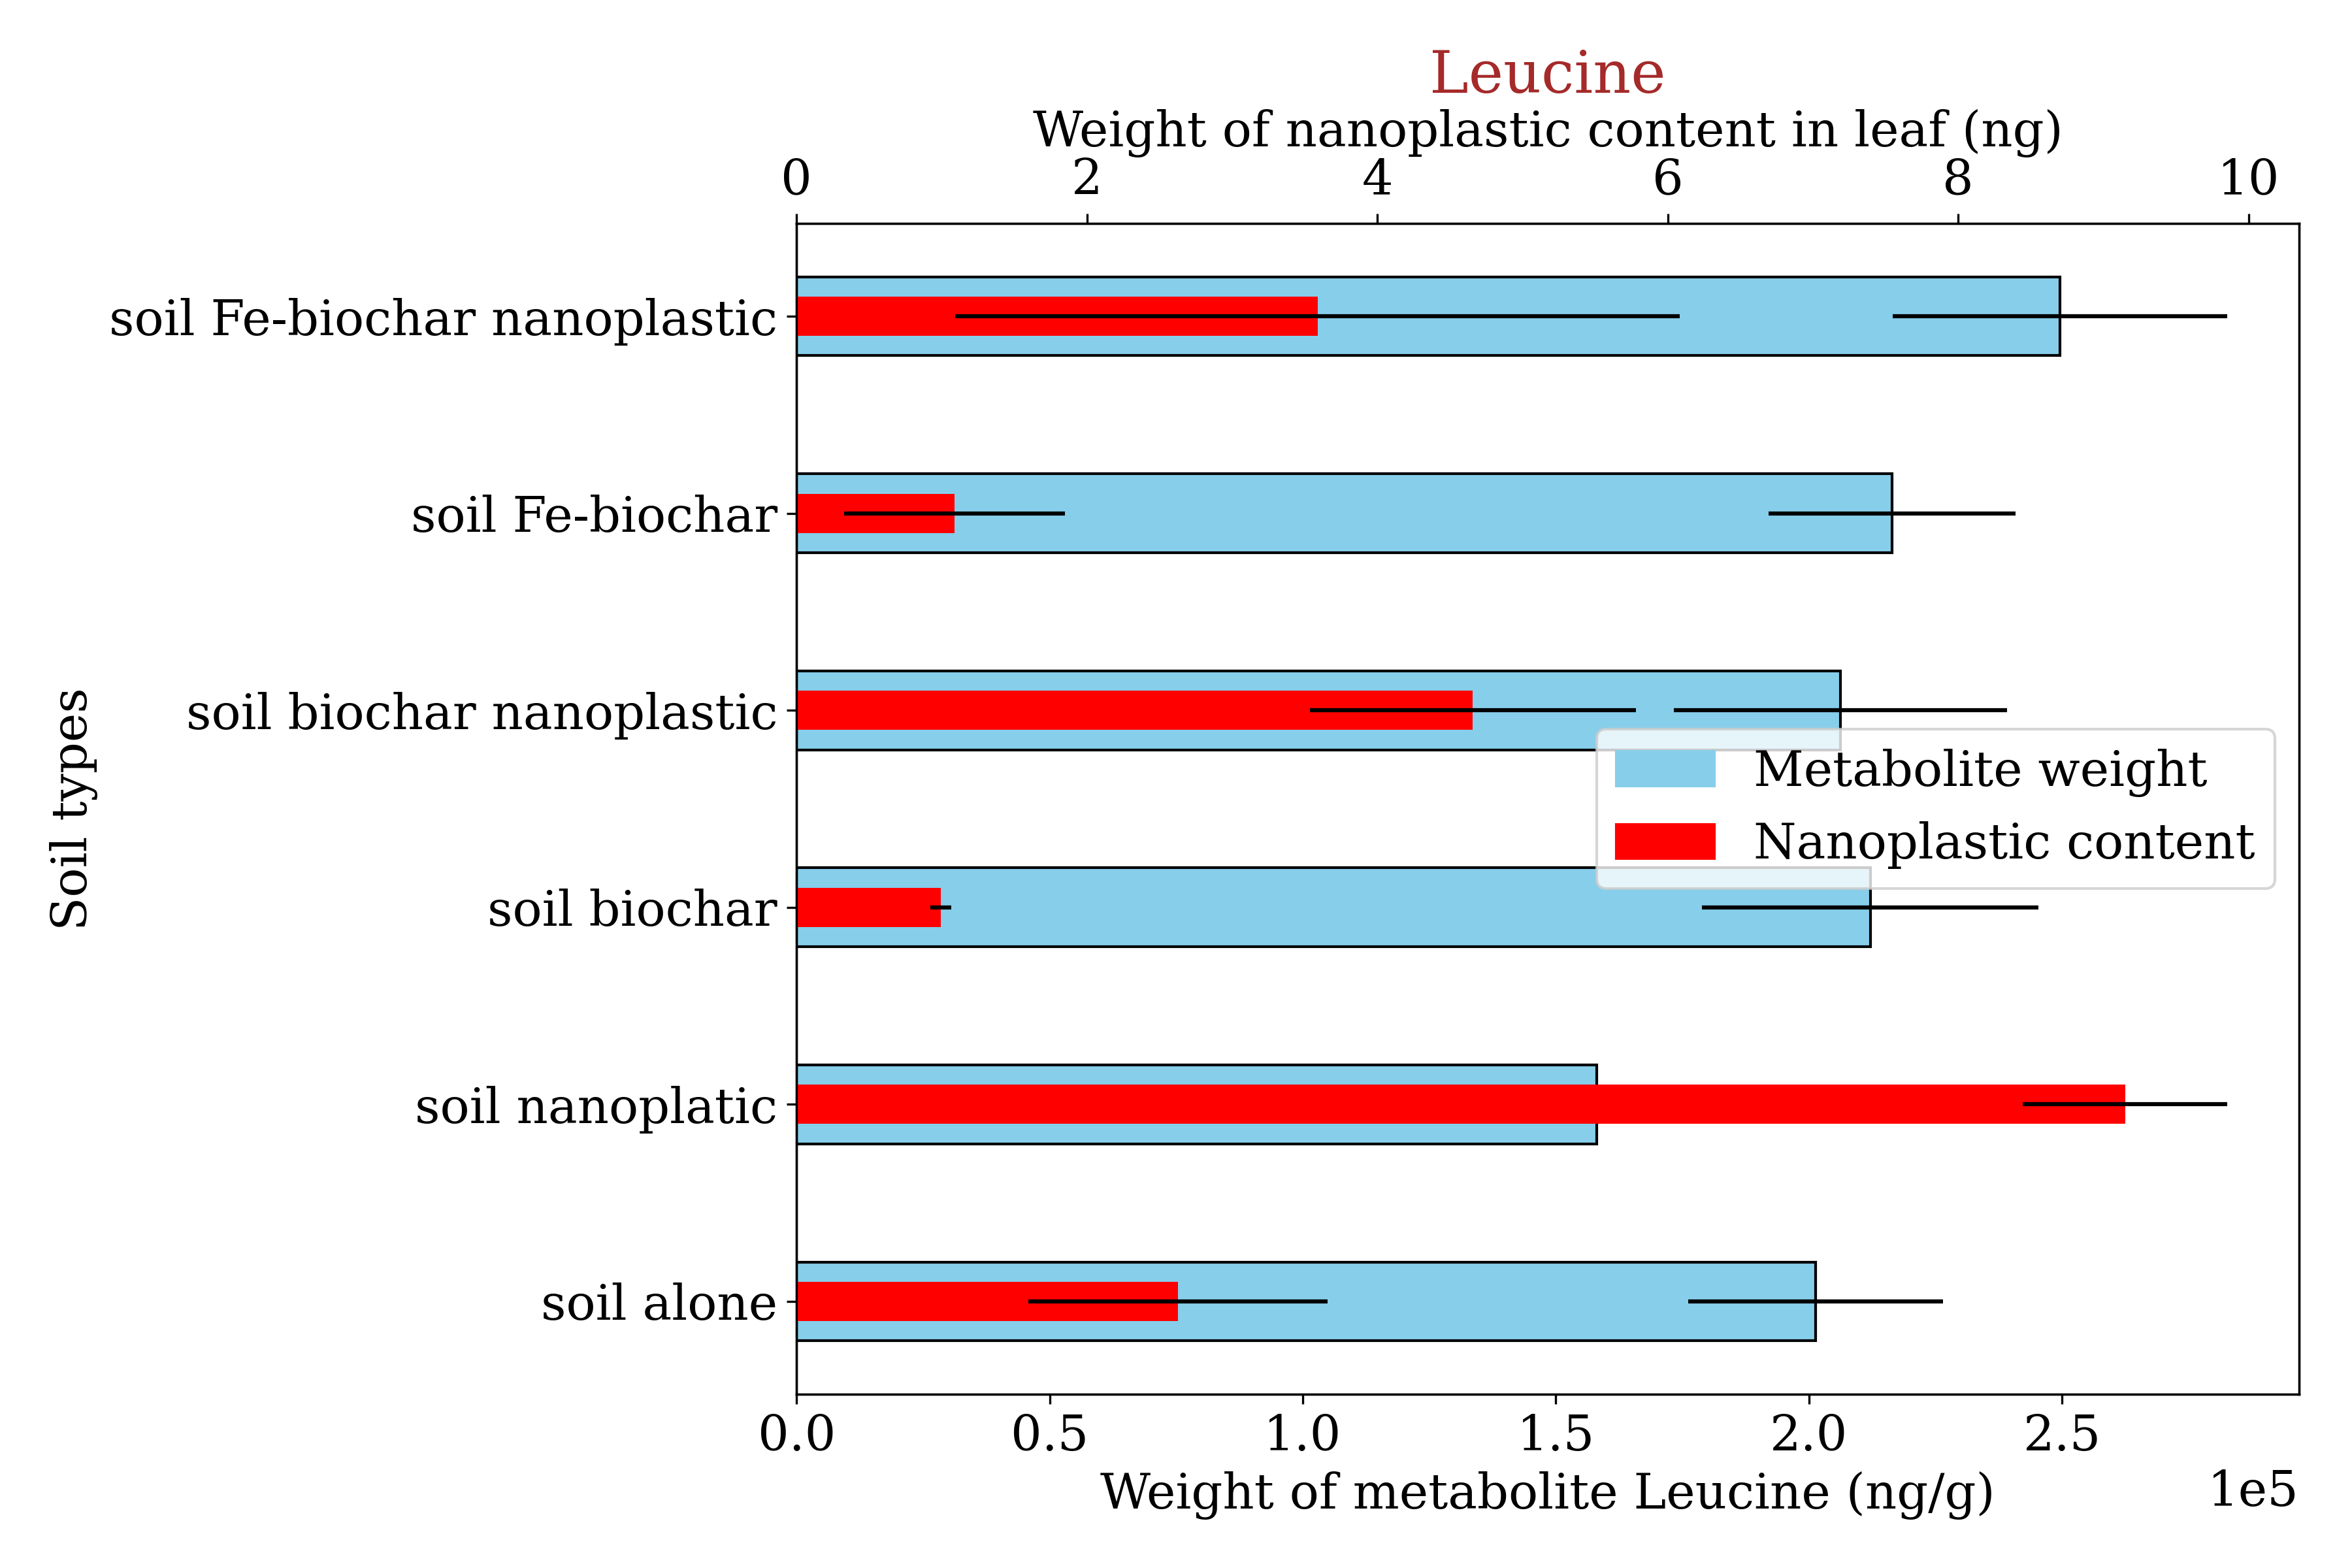 Leucine
Weight of nanoplastic content in leaf (ng)
0 2 4 6 8 10
soil Fe-biochar nanoplastic
soil Fe-biochar
soil biochar nanoplastic
soil biochar
soil nanoplatic
soil alone
Soil types
Metabolite weight
Nanoplastic content
0.0 0.5 1.0 1.5 2.0 2.5
1e5
Weight of metabolite Leucine (ng/g)